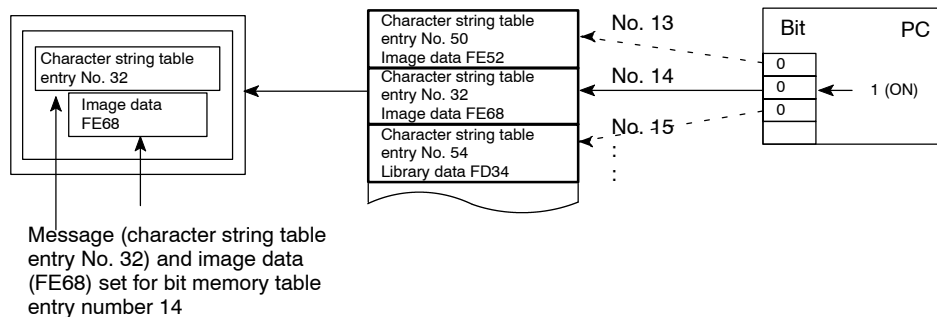 Character string table
entry No. 32
Image data
FE68
Message (character string table
entry No. 32) and image data
(FE68) set for bit memory table
entry number 14
Character string table
entry No. 50
Image data FE52
Character string table
entry No. 32
Image data FE68
Character string table
entry No. 54
Library data FD34
No. 13
No. 14
No. 15
:
:
Bit
PC
0
0
0
1 (ON)